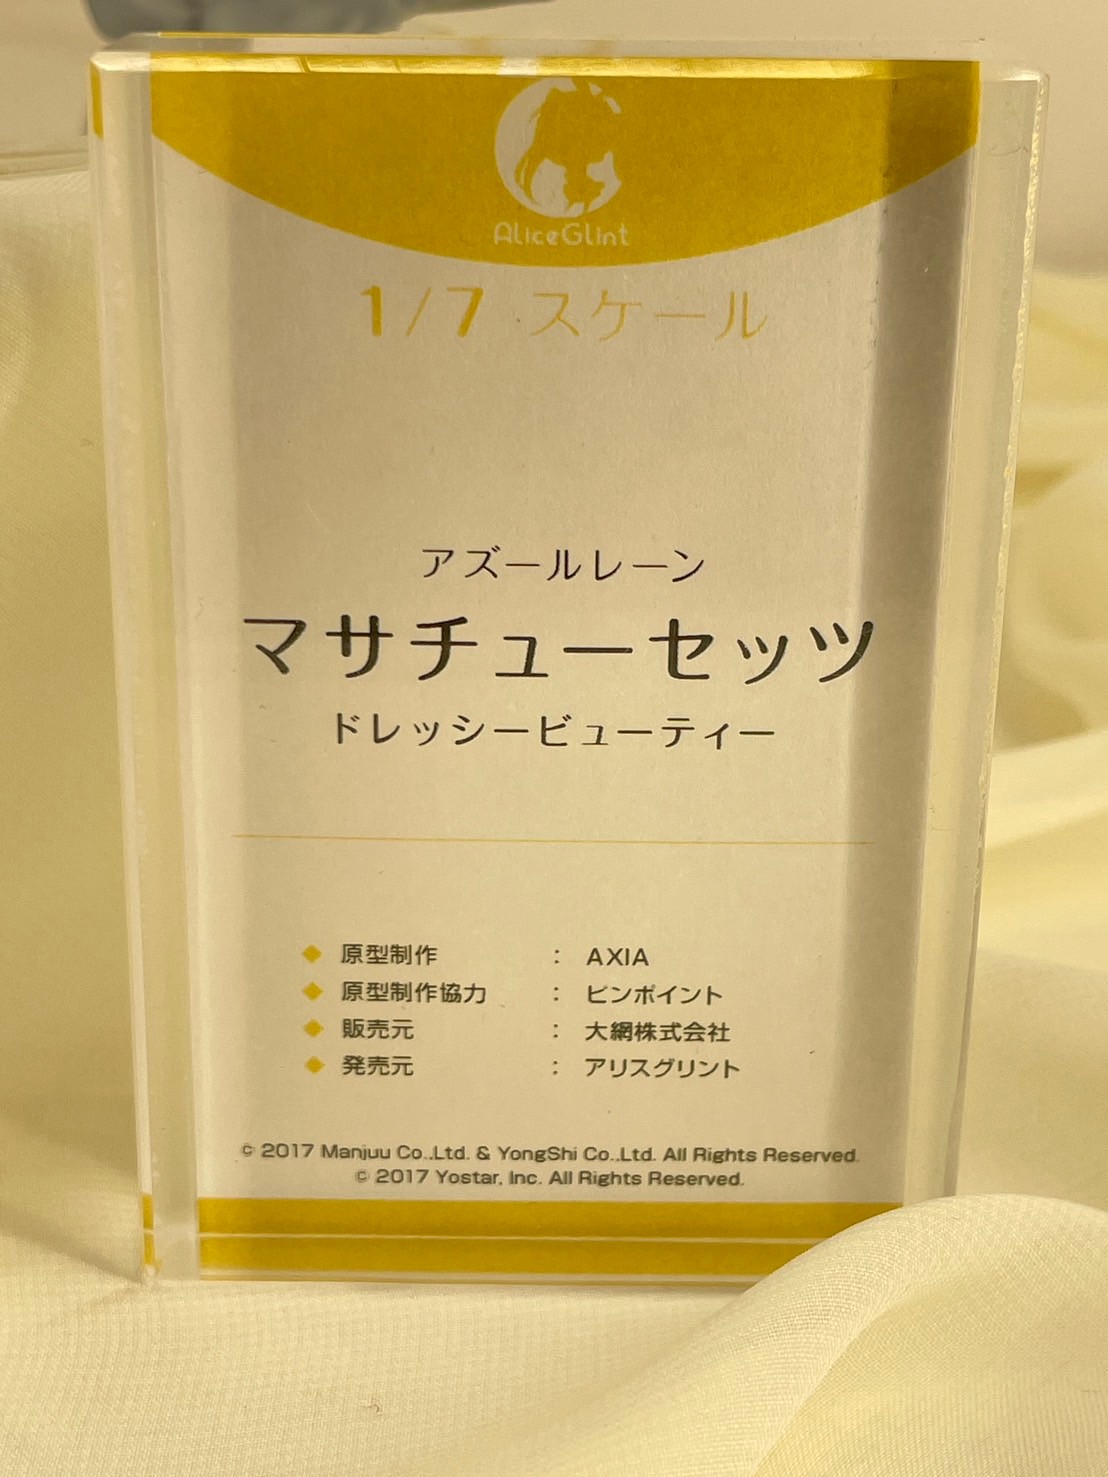 AliceGlint
1/7 スケール
アズールレーン
マサチューセッツ
ドレッシービューティー
◆ 原型制作 : AXIA
◆ 原型制作協力 : ピンポイント
◆ 販売元 : 大網株式会社
◆ 発売元 : アリスグリント
© 2017 Manjuu Co.,Ltd. & YongShi Co.,Ltd. All Rights Reserved.
© 2017 Yostar, Inc. All Rights Reserved.